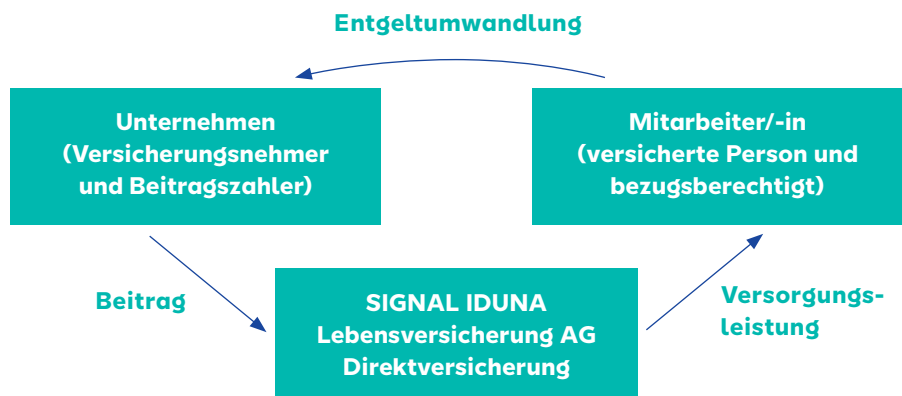 Entgeltumwandlung
Unternehmen
(Versicherungsnehmer
und Beitragszahler)
Mitarbeiter/-in
(versicherte Person und
bezugsberechtigt)
Beitrag
SIGNAL IDUNA
Lebensversicherung AG
Direktversicherung
Versorgungs-
leistung